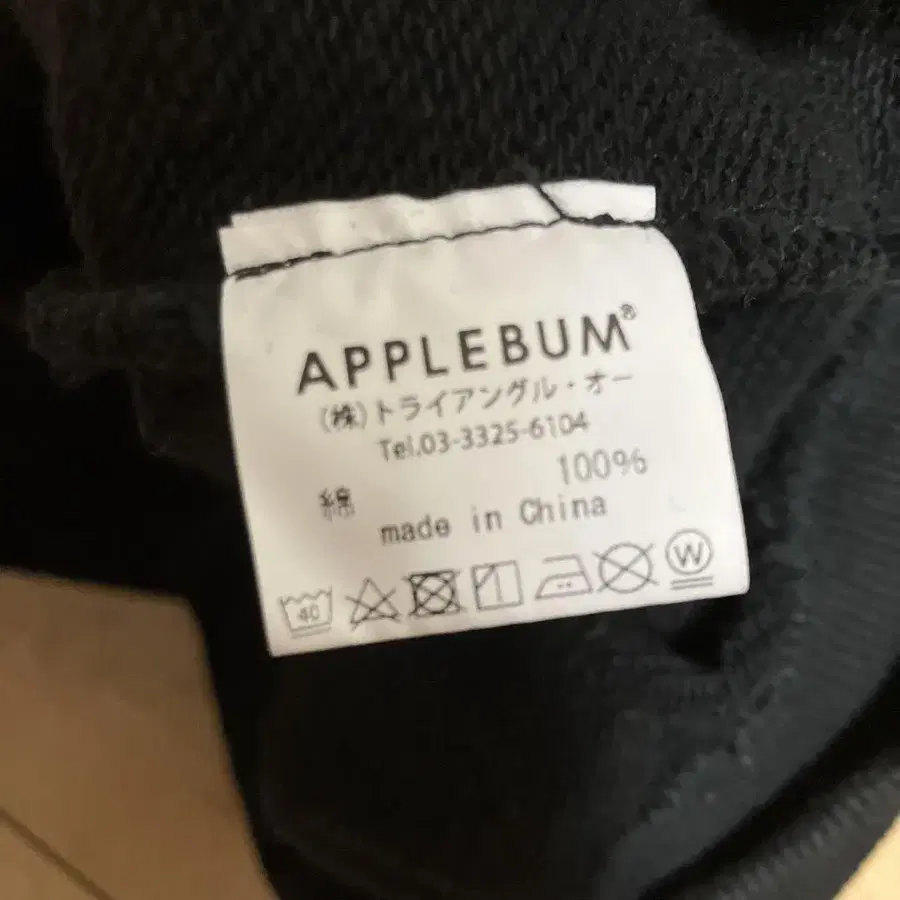 APPLEBUM®
(株)トライアングル・オー
Tel.03-3325-6104
綿 100%
made in China
40 W